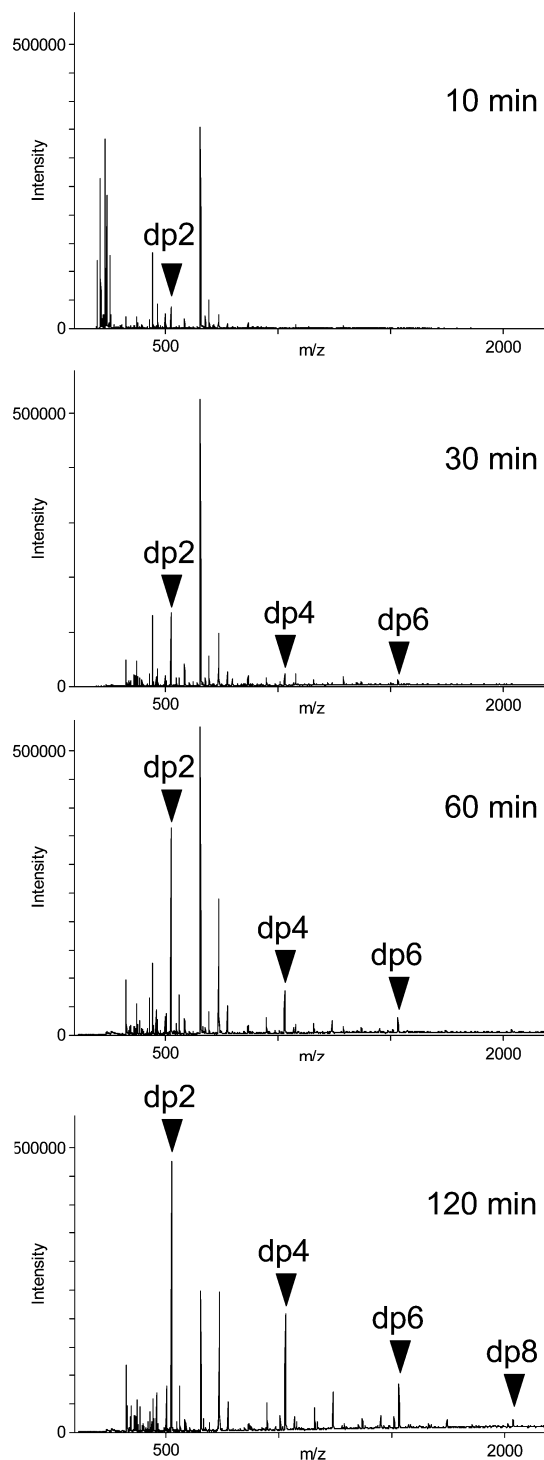 500000
10 min
Intensity
dp2
0
500
m/z
2000
500000
30 min
Intensity
dp2
dp4
dp6
0
500
m/z
2000
500000
dp2
60 min
Intensity
dp4
dp6
0
500
m/z
2000
dp2
500000
120 min
Intensity
dp4
dp6
dp8
0
500
m/z
2000